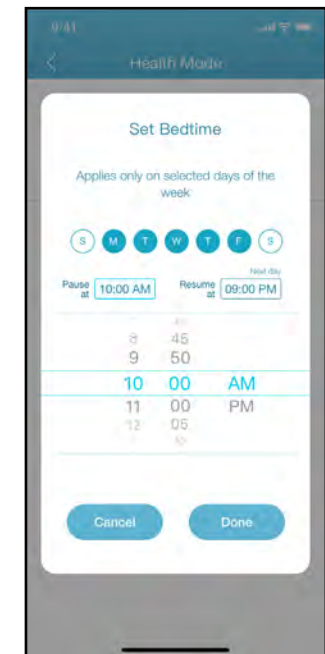 9:41
Health Mode
Set Bedtime
Applies only on selected days of the
week
S M T W T F S
Next day
Pause at 10:00 AM Resume at 09:00 PM
8 45
9 50
10 00 AM
11 00 PM
12 05
10
Cancel Done